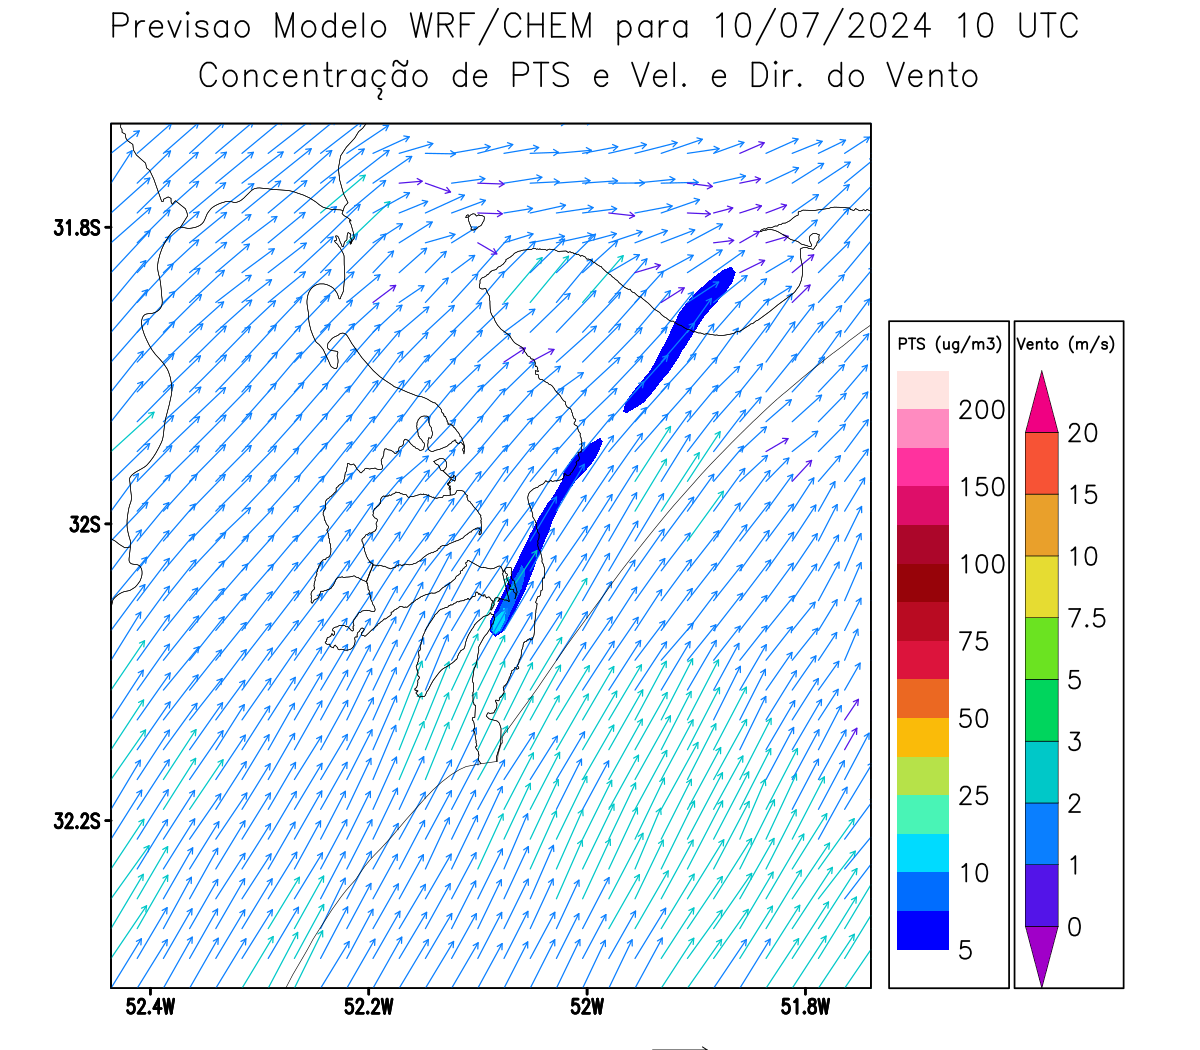 Previsao Modelo WRF/CHEM para 10/07/2024 10 UTC
Concentração de PTS e Vel. e Dir. do Vento
31.8S
32S
32.2S
52.4W 52.2W 52W 51.8W
PTS (ug/m3)
200
150
100
75
50
25
10
5
Vento (m/s)
20
15
10
7.5
5
3
2
1
0